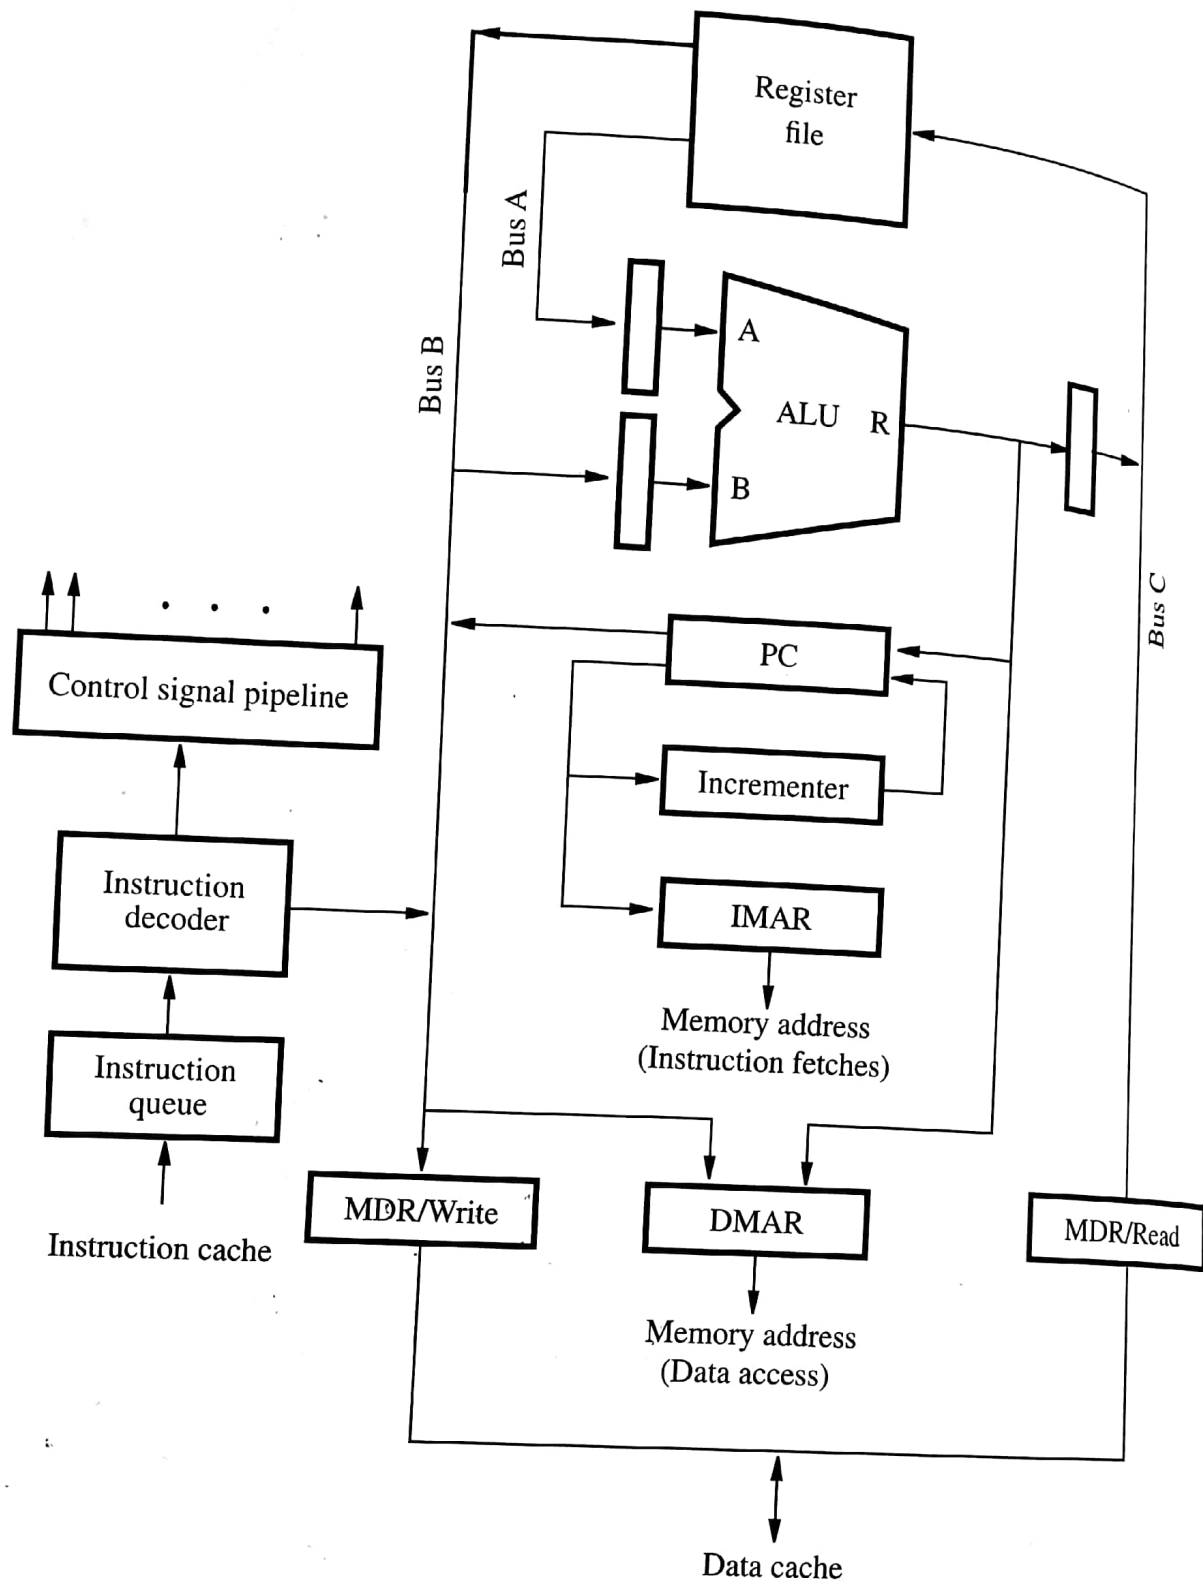 Register
file
Bus A
Bus B
A
ALU R
B
Bus C
PC
Control signal pipeline
Incrementer
Instruction
decoder
IMAR
Memory address
(Instruction fetches)
Instruction
queue
MDR/Write
DMAR
MDR/Read
Instruction cache
Memory address
(Data access)
Data cache